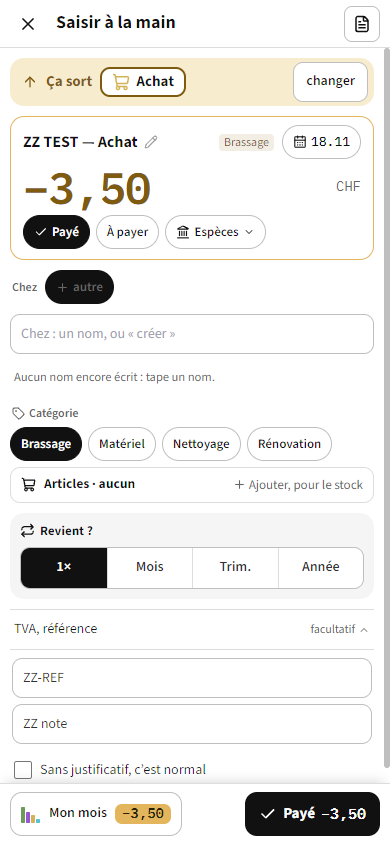 Saisir à la main
Ça sort
Achat
changer
ZZ TEST — Achat
Brassage
18.11
−3,50
CHF
Payé
À payer
Espèces
Chez
+ autre
Chez : un nom, ou « créer »
Aucun nom encore écrit : tape un nom.
Catégorie
Brassage
Matériel
Nettoyage
Rénovation
Articles · aucun
+ Ajouter, pour le stock
Revient ?
1×
Mois
Trim.
Année
TVA, référence
facultatif
ZZ-REF
ZZ note
Sans justificatif, c’est normal
Mon mois
−3,50
Payé −3,50